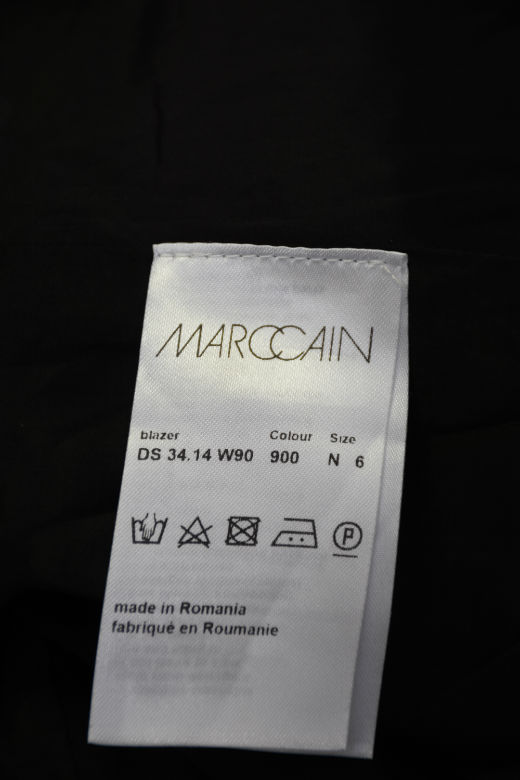 MARCCAIN
blazer Colour Size
DS 34.14 W90 900 N 6
P
made in Romania
fabriqué en Roumanie